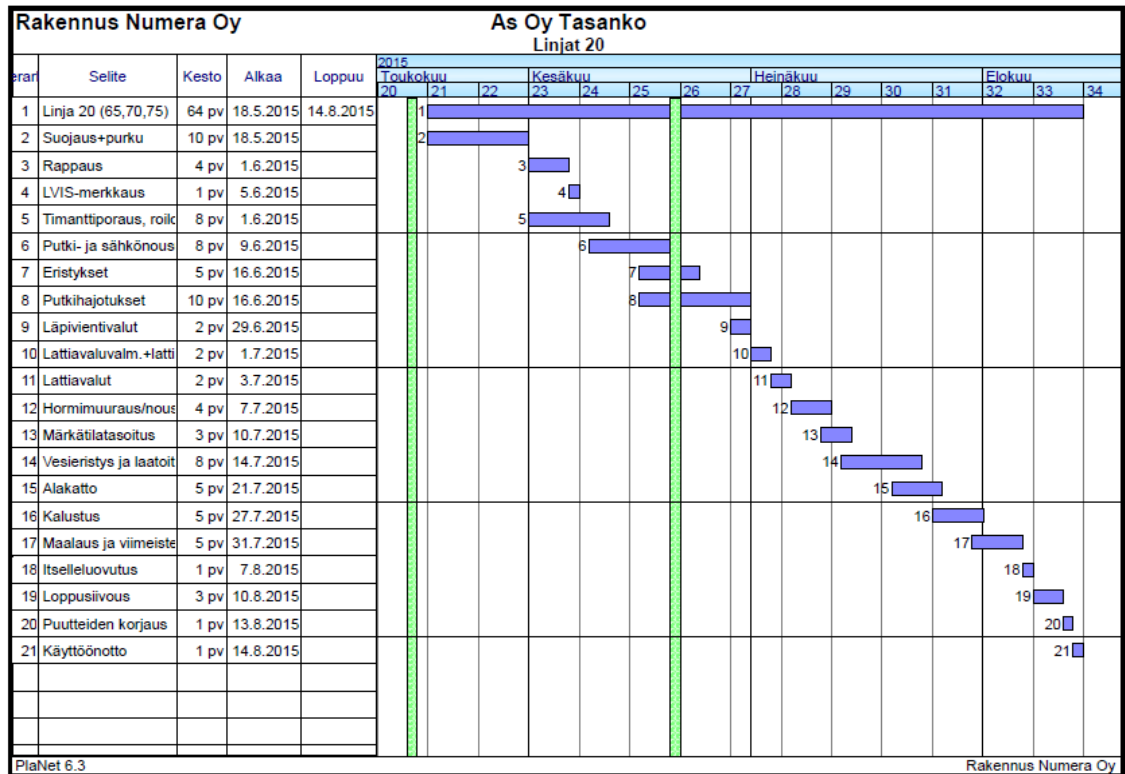 Rakennus Numera Oy As Oy Tasanko
Linjat 20
2015
erarl Selite Kesto Alkaa Loppuu Toukokuu Kesäkuu Heinäkuu Elokuu
20 21 22 23 24 25 26 27 28 29 30 31 32 33 34
1 Linja 20 (65,70,75) 64 pv 18.5.2015 14.8.2015 1
2 Suojaus+purku 10 pv 18.5.2015 2
3 Rappaus 4 pv 1.6.2015 3
4 LVIS-merkkaus 1 pv 5.6.2015 4
5 Timanttiporaus, roilo 8 pv 1.6.2015 5
6 Putki- ja sähkönous 8 pv 9.6.2015 6
7 Eristykset 5 pv 16.6.2015 7
8 Putkihajotukset 10 pv 16.6.2015 8
9 Läpivientivalut 2 pv 29.6.2015 9
10 Lattiavaluvalm.+latti 2 pv 1.7.2015 10
11 Lattiavalut 2 pv 3.7.2015 11
12 Hormimuuraus/nous 4 pv 7.7.2015 12
13 Märkätilatasoitus 3 pv 10.7.2015 13
14 Vesieristys ja laatoit 8 pv 14.7.2015 14
15 Alakatto 5 pv 21.7.2015 15
16 Kalustus 5 pv 27.7.2015 16
17 Maalaus ja viimeiste 5 pv 31.7.2015 17
18 Itselleluovutus 1 pv 7.8.2015 18
19 Loppusiivous 3 pv 10.8.2015 19
20 Puutteiden korjaus 1 pv 13.8.2015 20
21 Käyttöönotto 1 pv 14.8.2015 21
PlaNet 6.3 Rakennus Numera Oy